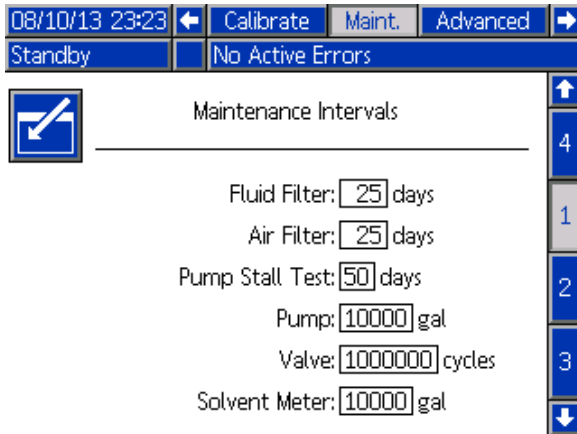 08/10/13 23:23 Calibrate Maint. Advanced
Standby No Active Errors
Maintenance Intervals
4
Fluid Filter: 25 days
1
Air Filter: 25 days
Pump Stall Test: 50 days
2
Pump: 10000 gal
Valve: 1000000 cycles
3
Solvent Meter: 10000 gal